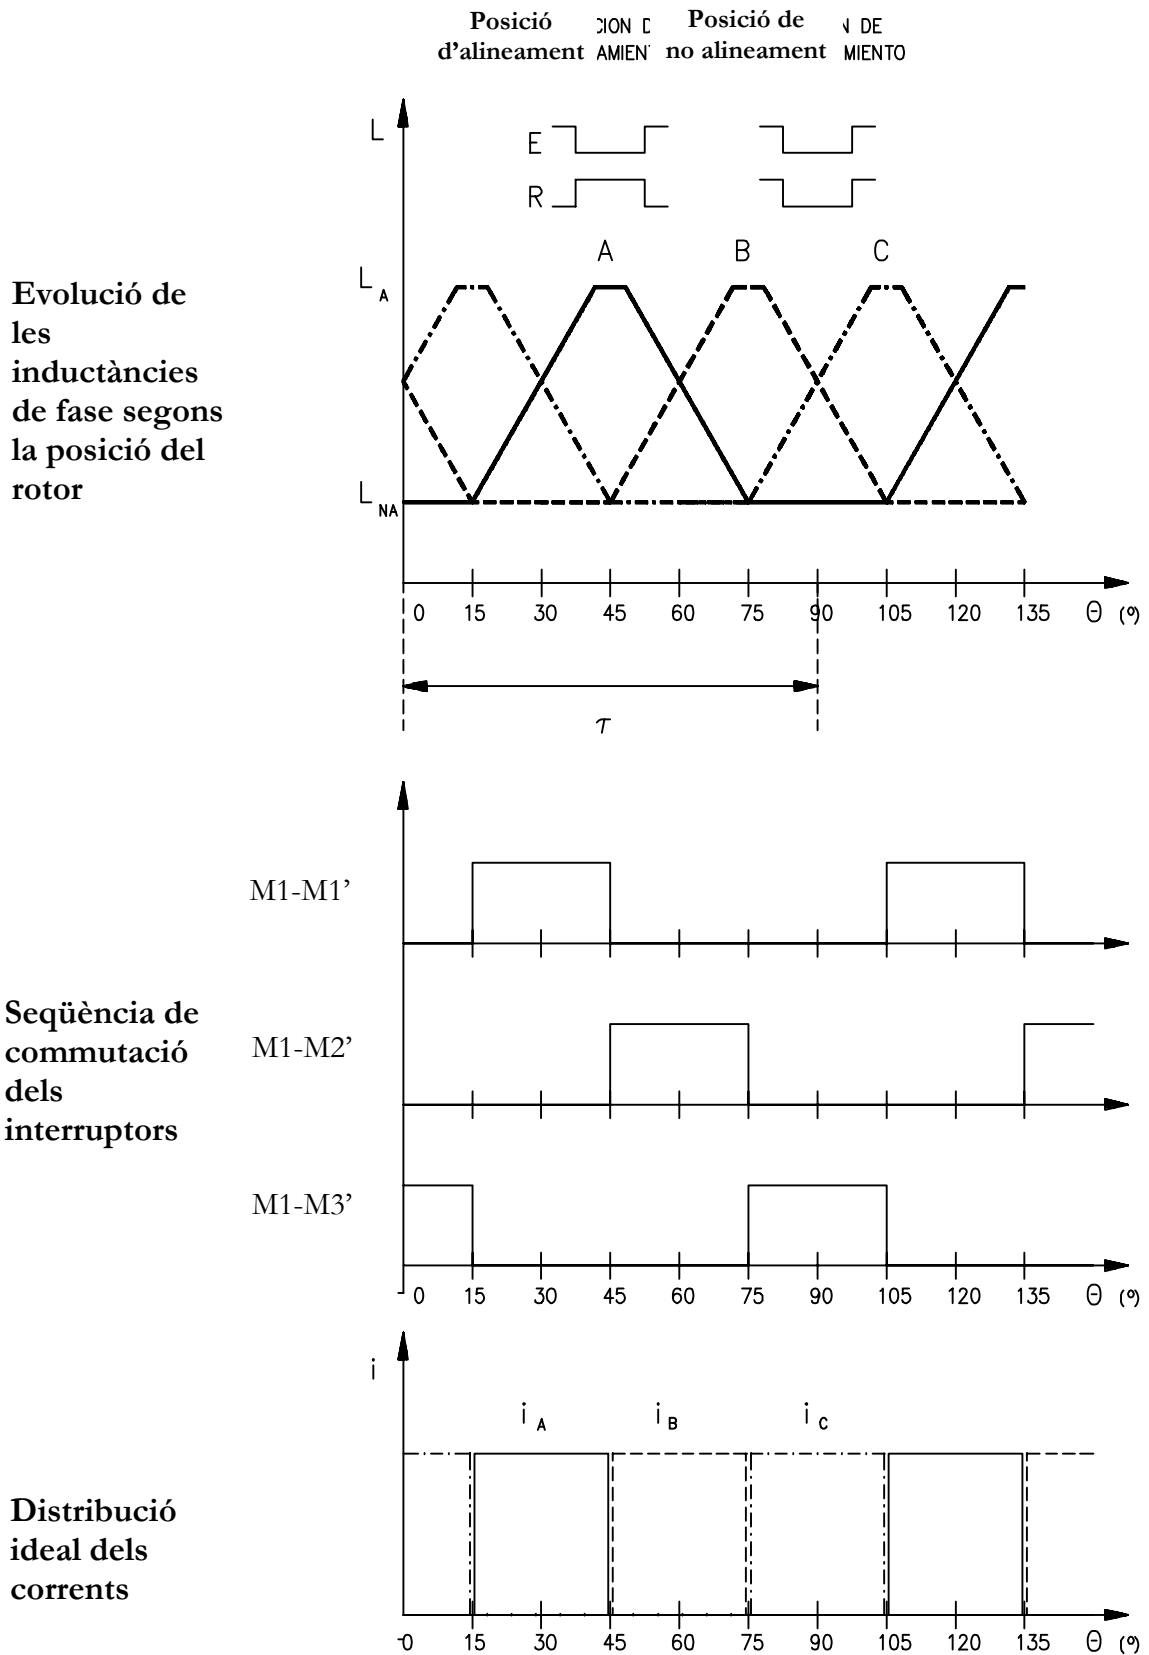 Posició
d'alineament
CION D
AMIEN
Posició de
no alineament
N DE
MIENTO
L
E
R
A
B
C
L A
L NA
Evolució de
les
inductàncies
de fase segons
la posició del
rotor
0 15 30 45 60 75 90 105 120 135 Θ (º)
τ
M1-M1’
Seqüència de
commutació
dels
interruptors
M1-M2’
M1-M3’
0 15 30 45 60 75 90 105 120 135 Θ (º)
i
i A
i B
i C
Distribució
ideal dels
corrents
0 15 30 45 60 75 90 105 120 135 Θ (º)